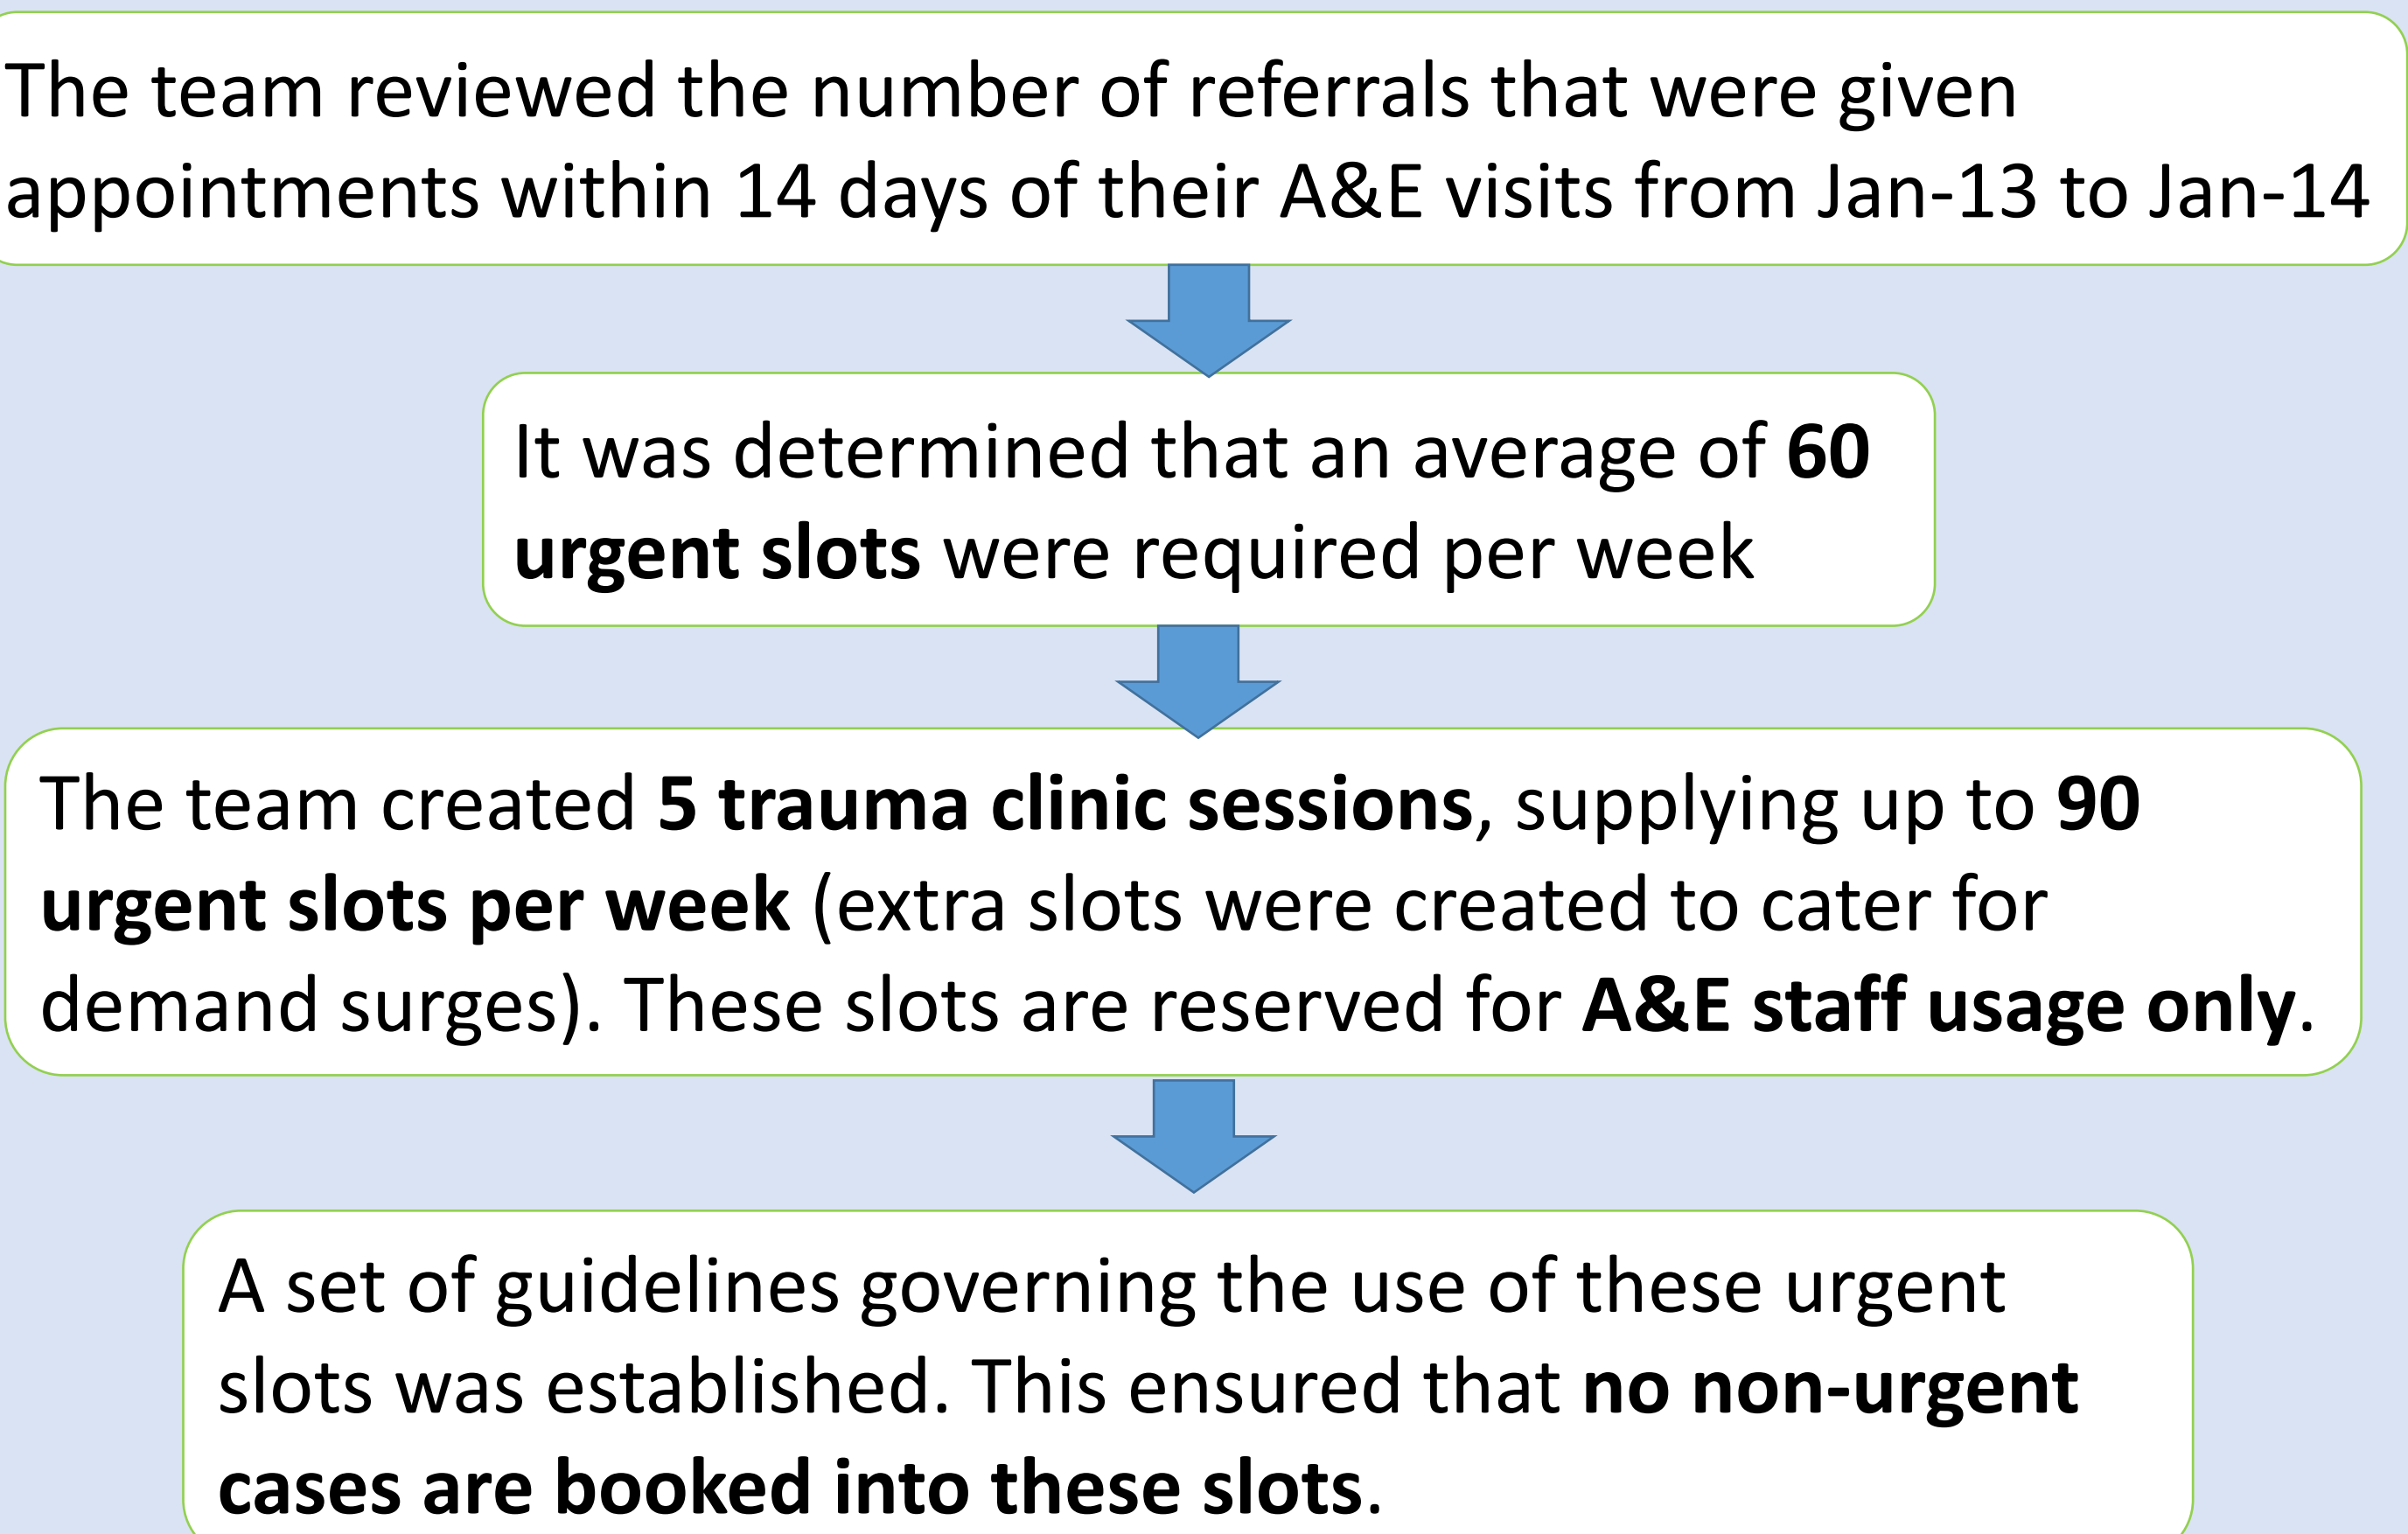 The team reviewed the number of referrals that were given
appointments within 14 days of their A&E visits from Jan-13 to Jan-14
It was determined that an average of 60
urgent slots were required per week
The team created 5 trauma clinic sessions, supplying up to 90
urgent slots per week (extra slots were created to cater for
demand surges). These slots are reserved for A&E staff usage only.
A set of guidelines governing the use of these urgent
slots was established. This ensured that no non-urgent
cases are booked into these slots.